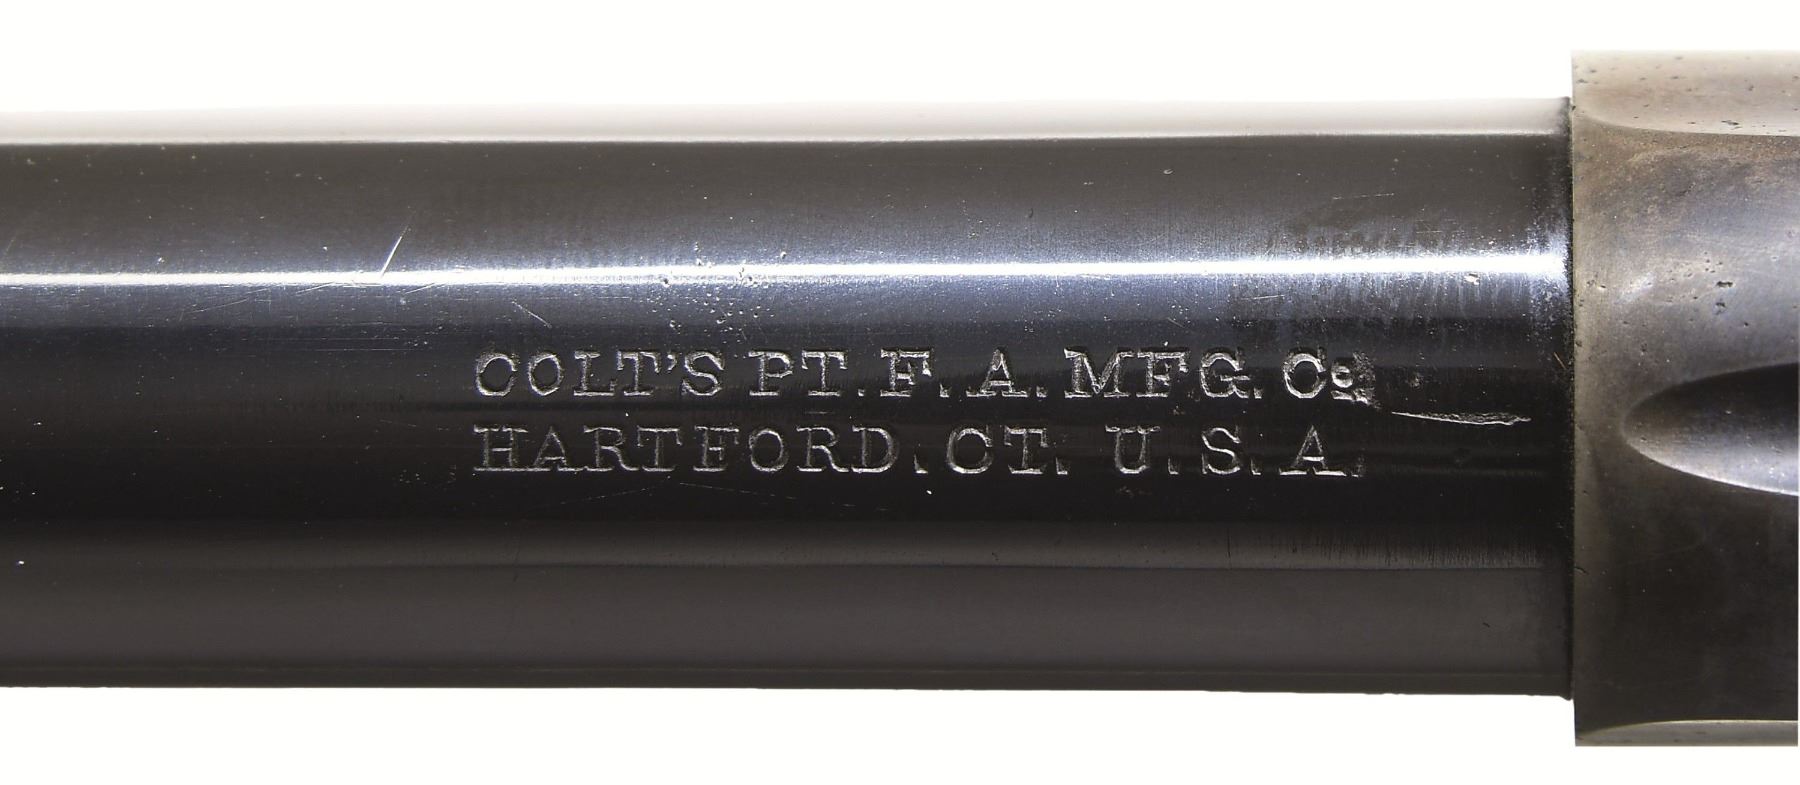 COLT'S PT. F. A. MFG. Co.
HARTFORD. CT. U. S. A.